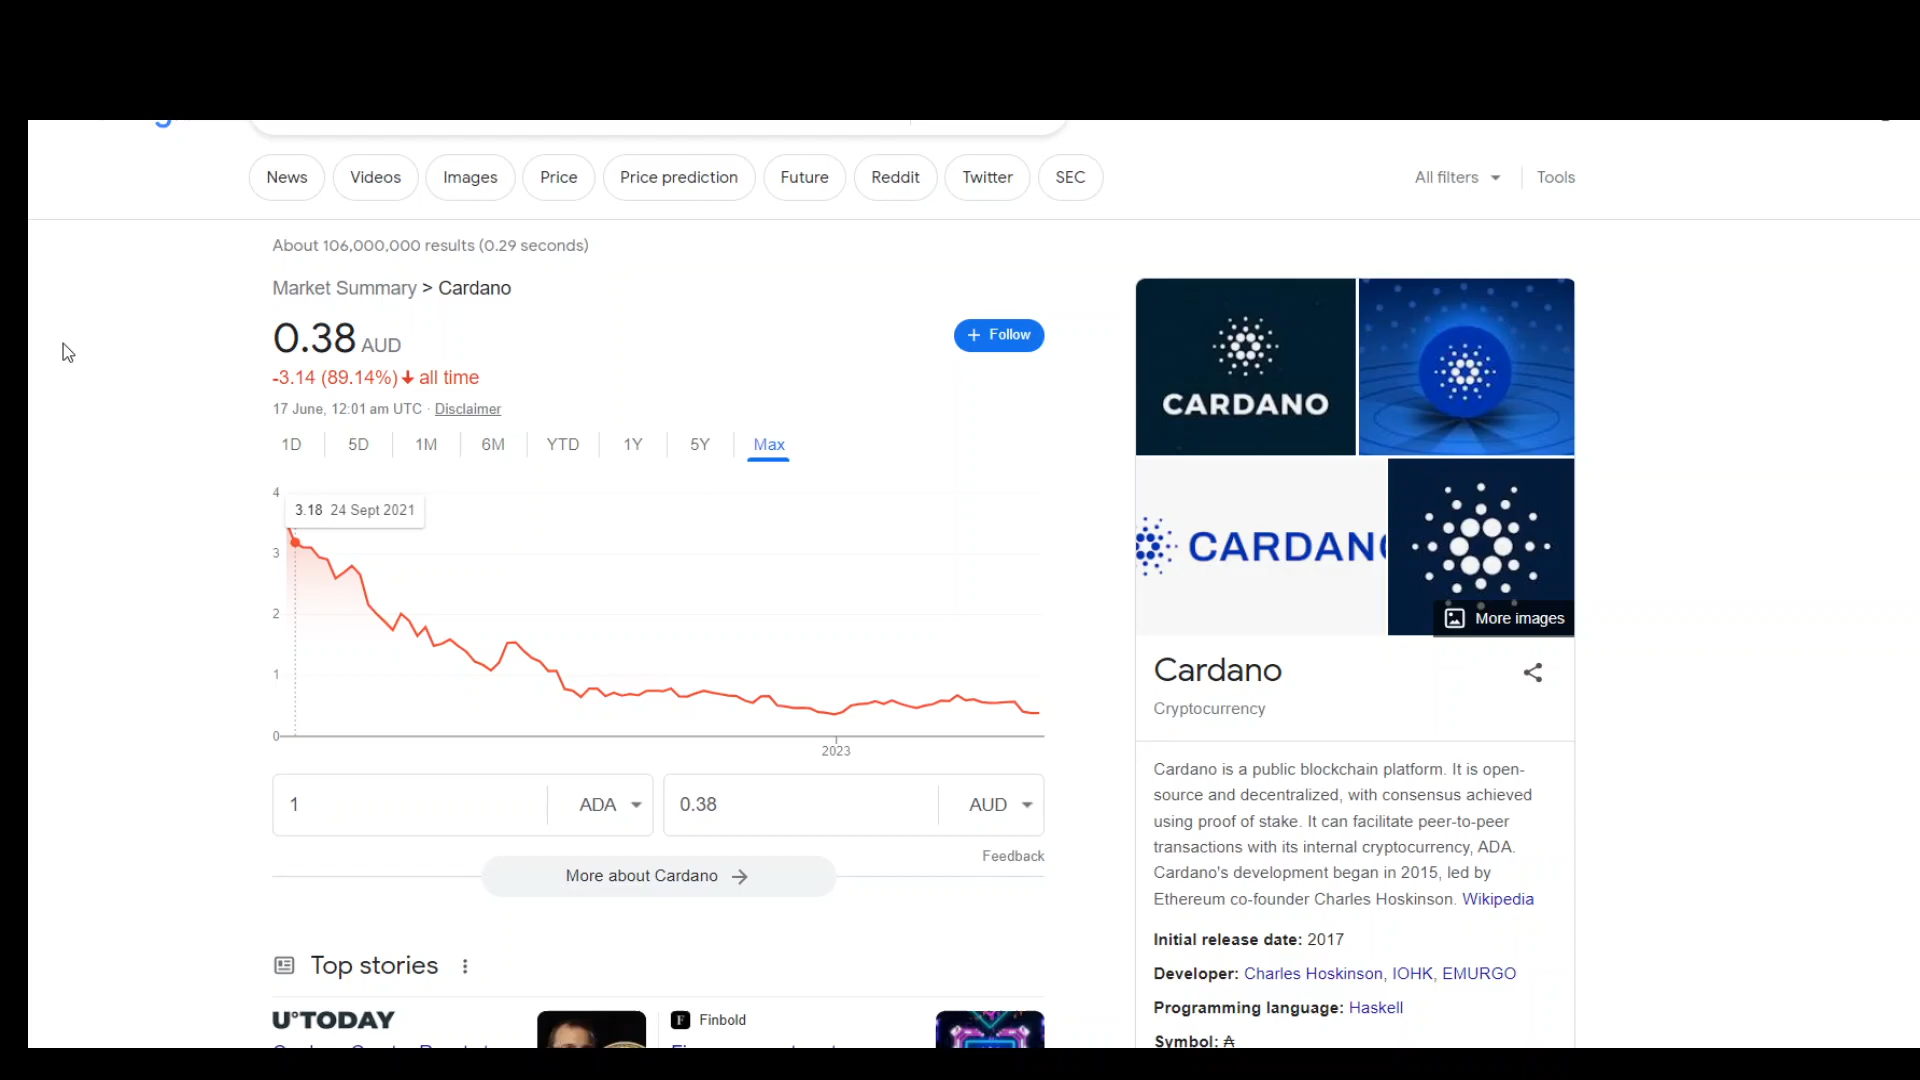 News Videos Images Price Price prediction Future Reddit Twitter SEC All filters Tools
About 106,000,000 results (0.29 seconds)
Market Summary > Cardano
0.38 AUD
+ Follow
-3.14 (89.14%) all time
17 June, 12:01 am UTC · Disclaimer
1D 5D 1M 6M YTD 1Y 5Y Max
4
3.18 24 Sept 2021
3
2
1
0
2023
1 ADA 0.38 AUD
Feedback
More about Cardano
Top stories
U°TODAY
F Finbold
CARDANO
CARDANO
More images
Cardano
Cryptocurrency
Cardano is a public blockchain platform. It is open-
source and decentralized, with consensus achieved
using proof of stake. It can facilitate peer-to-peer
transactions with its internal cryptocurrency, ADA.
Cardano's development began in 2015, led by
Ethereum co-founder Charles Hoskinson. Wikipedia
Initial release date: 2017
Developer: Charles Hoskinson, IOHK, EMURGO
Programming language: Haskell
Symbol: ₳